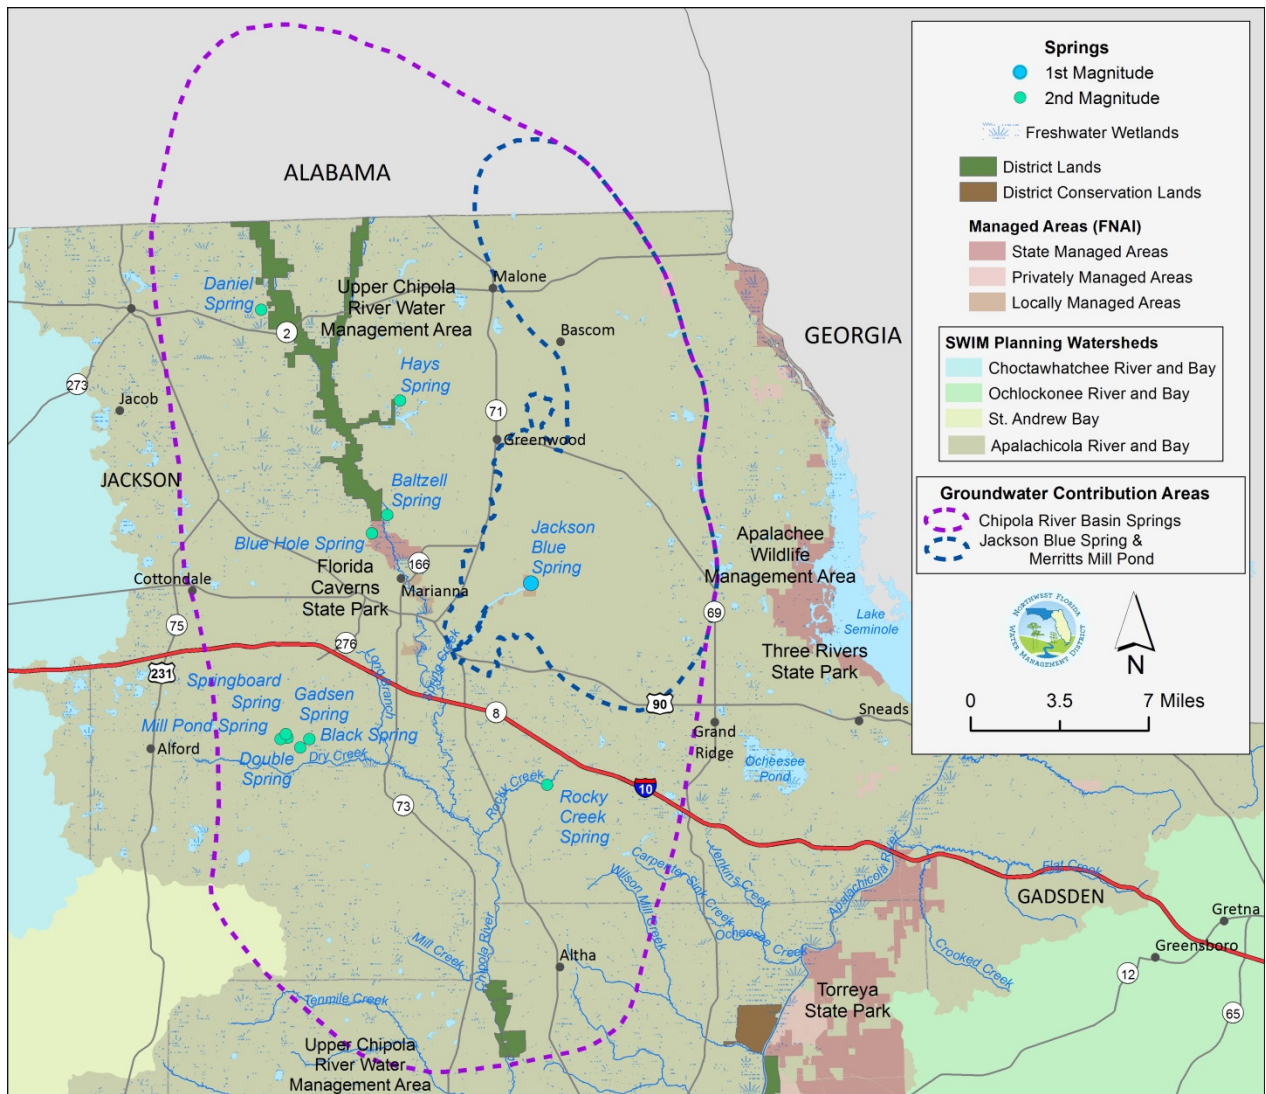 ALABAMA
GEORGIA
JACKSON
GADSDEN
Daniel
Spring
2
Upper Chipola
River Water
Management Area
Malone
Bascom
Hays
Spring
273
Jacob
71
Greenwood
Baltzell
Spring
Blue Hole Spring
Jackson
Blue
Spring
Florida
Caverns
State Park
166
Marianna
Cottondale
Apalachee
Wildlife
Management Area
Lake
Seminole
Three Rivers
State Park
69
75
276
231
Long Branch
Spring Creek
Springboard
Spring
Gadsen
Spring
Mill Pond Spring
Black Spring
Double
Spring
Dry Creek
Alford
8
90
Grand
Ridge
Sneads
Ocheesee
Pond
10
73
Rocky Creek
Rocky
Creek
Spring
Jenkins Creek
Carpenter Sink Creek
Wilson Mill Creek
Ocheesee Creek
Apalachicola River
Flat Creek
Crooked Creek
Gretna
Greensboro
12
65
Chipola River
Mill Creek
Altha
Tenmile Creek
Torreya
State Park
Upper Chipola
River Water
Management Area
Springs
1st Magnitude
2nd Magnitude
Freshwater Wetlands
District Lands
District Conservation Lands
Managed Areas (FNAI)
State Managed Areas
Privately Managed Areas
Locally Managed Areas
SWIM Planning Watersheds
Choctawhatchee River and Bay
Ochlockonee River and Bay
St. Andrew Bay
Apalachicola River and Bay
Groundwater Contribution Areas
Chipola River Basin Springs
Jackson Blue Spring &
Merritts Mill Pond
NORTHWEST FLORIDA
WATER MANAGEMENT DISTRICT
N
0 3.5 7 Miles